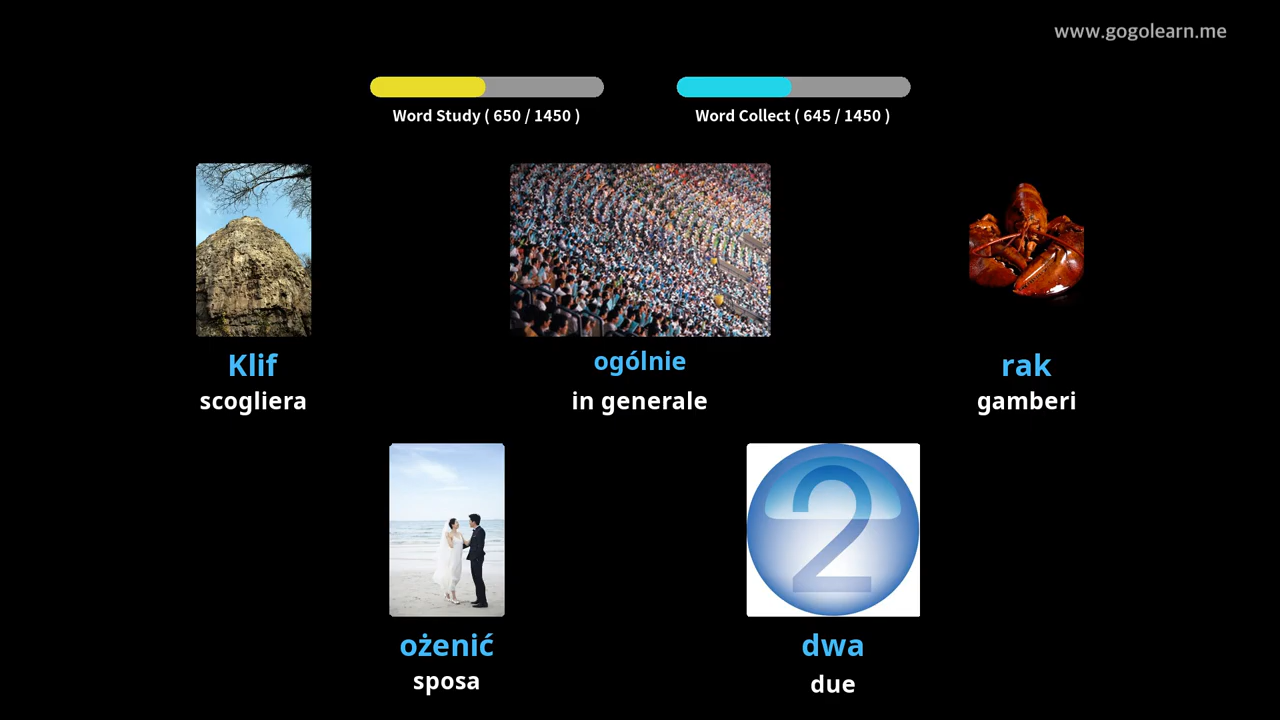 www.gogolearn.me
Word Study ( 650 / 1450 )
Word Collect ( 645 / 1450 )
Klif
scogliera
ogólnie
in generale
rak
gamberi
ożenić
sposa
2
dwa
due